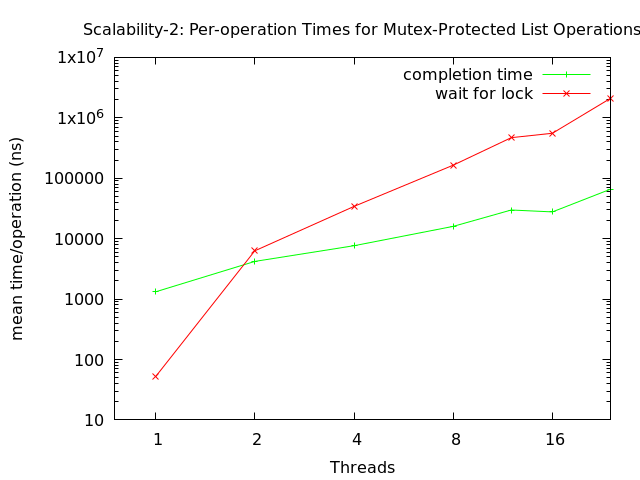 Scalability-2: Per-operation Times for Mutex-Protected List Operations
mean time/operation (ns)
1x10^7
1x10^6
100000
10000
1000
100
10
completion time
wait for lock
1 2 4 8 16
Threads